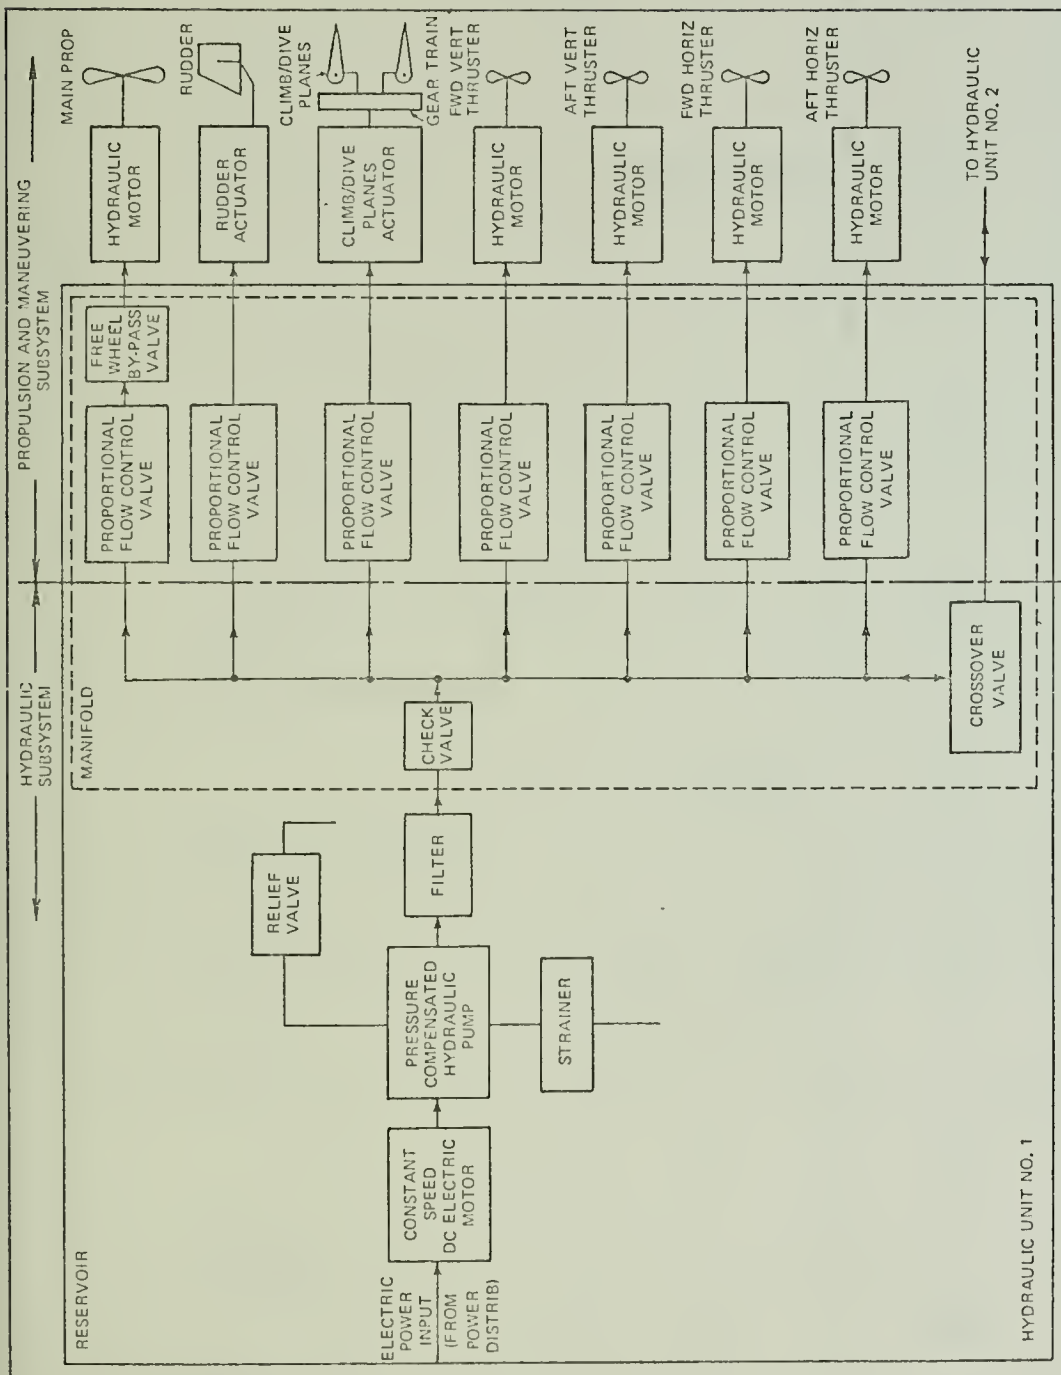 HYDRAULIC
SUBSYSTEM
PROPULSION AND MANEUVERING
SUBSYSTEM
RESERVOIR
MANIFOLD
ELECTRIC
POWER
INPUT
(FROM
POWER
DISTRIB)
CONSTANT
SPEED
DC ELECTRIC
MOTOR
PRESSURE
COMPENSATED
HYDRAULIC
PUMP
RELIEF
VALVE
STRAINER
FILTER
CHECK
VALVE
PROPORTIONAL
FLOW CONTROL
VALVE
FREE
WHEEL
BY-PASS
VALVE
HYDRAULIC
MOTOR
MAIN PROP
PROPORTIONAL
FLOW CONTROL
VALVE
RUDDER
ACTUATOR
RUDDER
PROPORTIONAL
FLOW CONTROL
VALVE
CLIMB/DIVE
PLANES
ACTUATOR
CLIMB/DIVE
PLANES
GEAR TRAIN
PROPORTIONAL
FLOW CONTROL
VALVE
HYDRAULIC
MOTOR
FWD VERT
THRUSTER
PROPORTIONAL
FLOW CONTROL
VALVE
HYDRAULIC
MOTOR
AFT VERT
THRUSTER
PROPORTIONAL
FLOW CONTROL
VALVE
HYDRAULIC
MOTOR
FWD HORIZ
THRUSTER
PROPORTIONAL
FLOW CONTROL
VALVE
HYDRAULIC
MOTOR
AFT HORIZ
THRUSTER
CROSSOVER
VALVE
TO HYDRAULIC
UNIT NO. 2
HYDRAULIC UNIT NO. 1